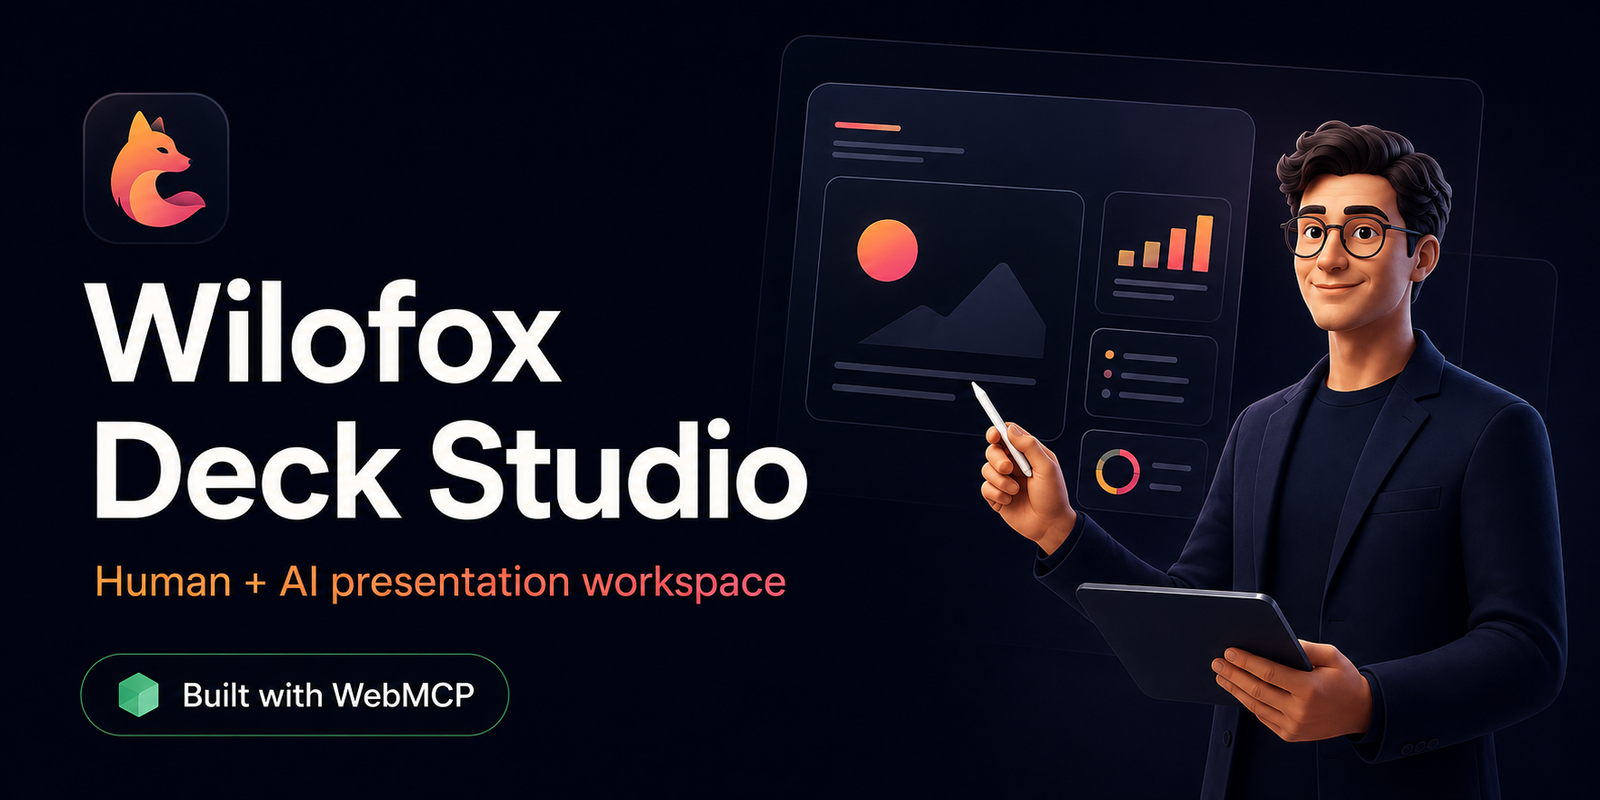 Wilofox
Deck Studio
Human + AI presentation workspace
Built with WebMCP